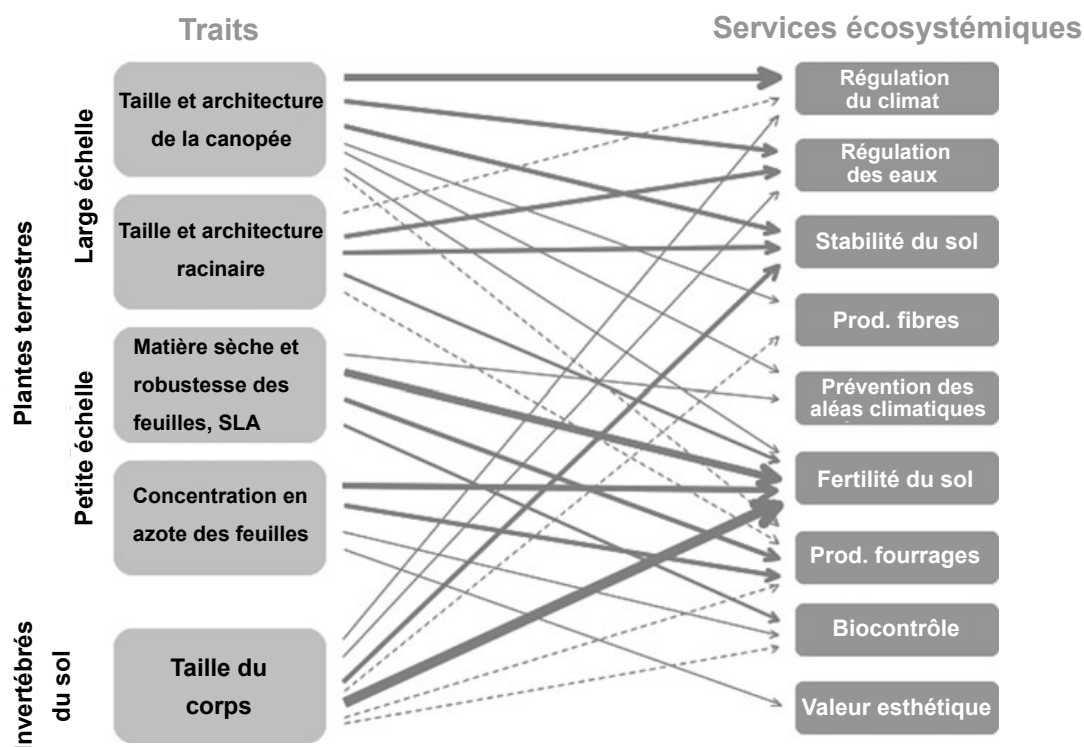 Traits
Services écosystémiques
Plantes terrestres
Large échelle
Taille et architecture
de la canopée
Taille et architecture
racinaire
Petite échelle
Matière sèche et
robustesse des
feuilles, SLA
Concentration en
azote des feuilles
Invertébrés
du sol
Taille du
corps
Régulation
du climat
Régulation
des eaux
Stabilité du sol
Prod. fibres
Prévention des
aléas climatiques
Fertilité du sol
Prod. fourrages
Biocontrôle
Valeur esthétique